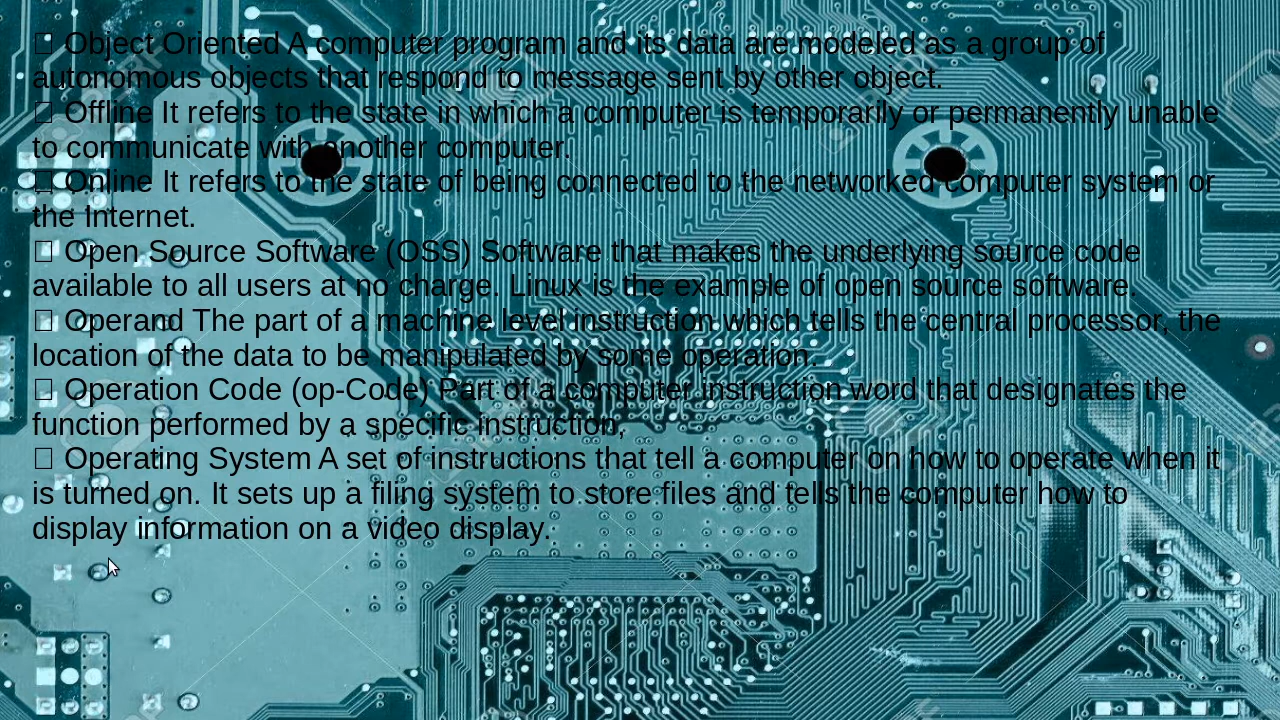 □ Object Oriented A computer program and its data are modeled as a group of
autonomous objects that respond to message sent by other object.
□ Offline It refers to the state in which a computer is temporarily or permanently unable
to communicate with another computer.
□ Online It refers to the state of being connected to the networked computer system or
the Internet.
□ Open Source Software (OSS) Software that makes the underlying source code
available to all users at no charge. Linux is the example of open source software.
□ Operand The part of a machine level instruction which tells the central processor, the
location of the data to be manipulated by some operation.
□ Operation Code (op-Code) Part of a computer instruction word that designates the
function performed by a specific instruction,
□ Operating System A set of instructions that tell a computer on how to operate when it
is turned on. It sets up a filing system to store files and tells the computer how to
display information on a video display.